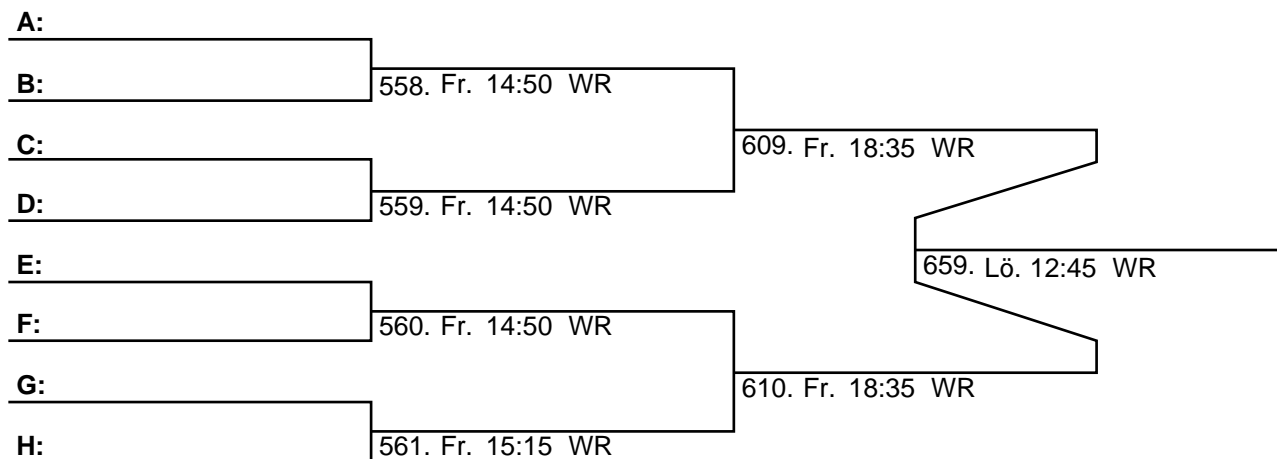 A:
B:
558. Fr. 14:50 WR
C:
609. Fr. 18:35 WR
D:
559. Fr. 14:50 WR
E:
659. Lö. 12:45 WR
F:
560. Fr. 14:50 WR
G:
610. Fr. 18:35 WR
H:
561. Fr. 15:15 WR